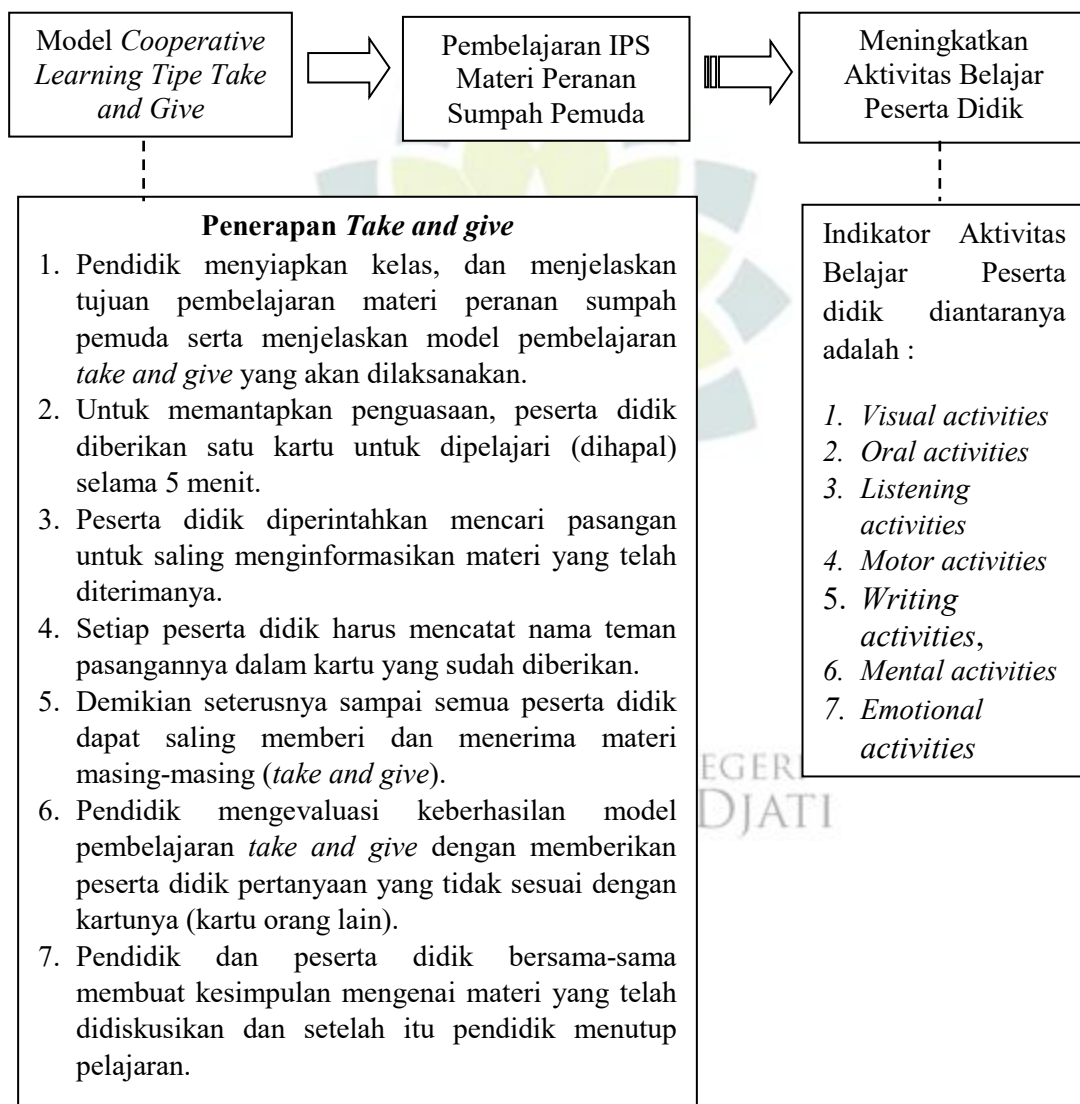 Model Cooperative
Learning Tipe Take
and Give
Pembelajaran IPS
Materi Peranan
Sumpah Pemuda
Meningkatkan
Aktivitas Belajar
Peserta Didik
Penerapan Take and give
1. Pendidik menyiapkan kelas, dan menjelaskan
tujuan pembelajaran materi peranan sumpah
pemuda serta menjelaskan model pembelajaran
take and give yang akan dilaksanakan.
2. Untuk memantapkan penguasaan, peserta didik
diberikan satu kartu untuk dipelajari (dihapal)
selama 5 menit.
3. Peserta didik diperintahkan mencari pasangan
untuk saling menginformasikan materi yang telah
diterimanya.
4. Setiap peserta didik harus mencatat nama teman
pasangannya dalam kartu yang sudah diberikan.
5. Demikian seterusnya sampai semua peserta didik
dapat saling memberi dan menerima materi
masing-masing (take and give).
6. Pendidik mengevaluasi keberhasilan model
pembelajaran take and give dengan memberikan
peserta didik pertanyaan yang tidak sesuai dengan
kartunya (kartu orang lain).
7. Pendidik dan peserta didik bersama-sama
membuat kesimpulan mengenai materi yang telah
didiskusikan dan setelah itu pendidik menutup
pelajaran.
Indikator Aktivitas
Belajar Peserta
didik diantaranya
adalah :
1. Visual activities
2. Oral activities
3. Listening
activities
4. Motor activities
5. Writing
activities,
6. Mental activities
7. Emotional
activities
EGERI
DJATI